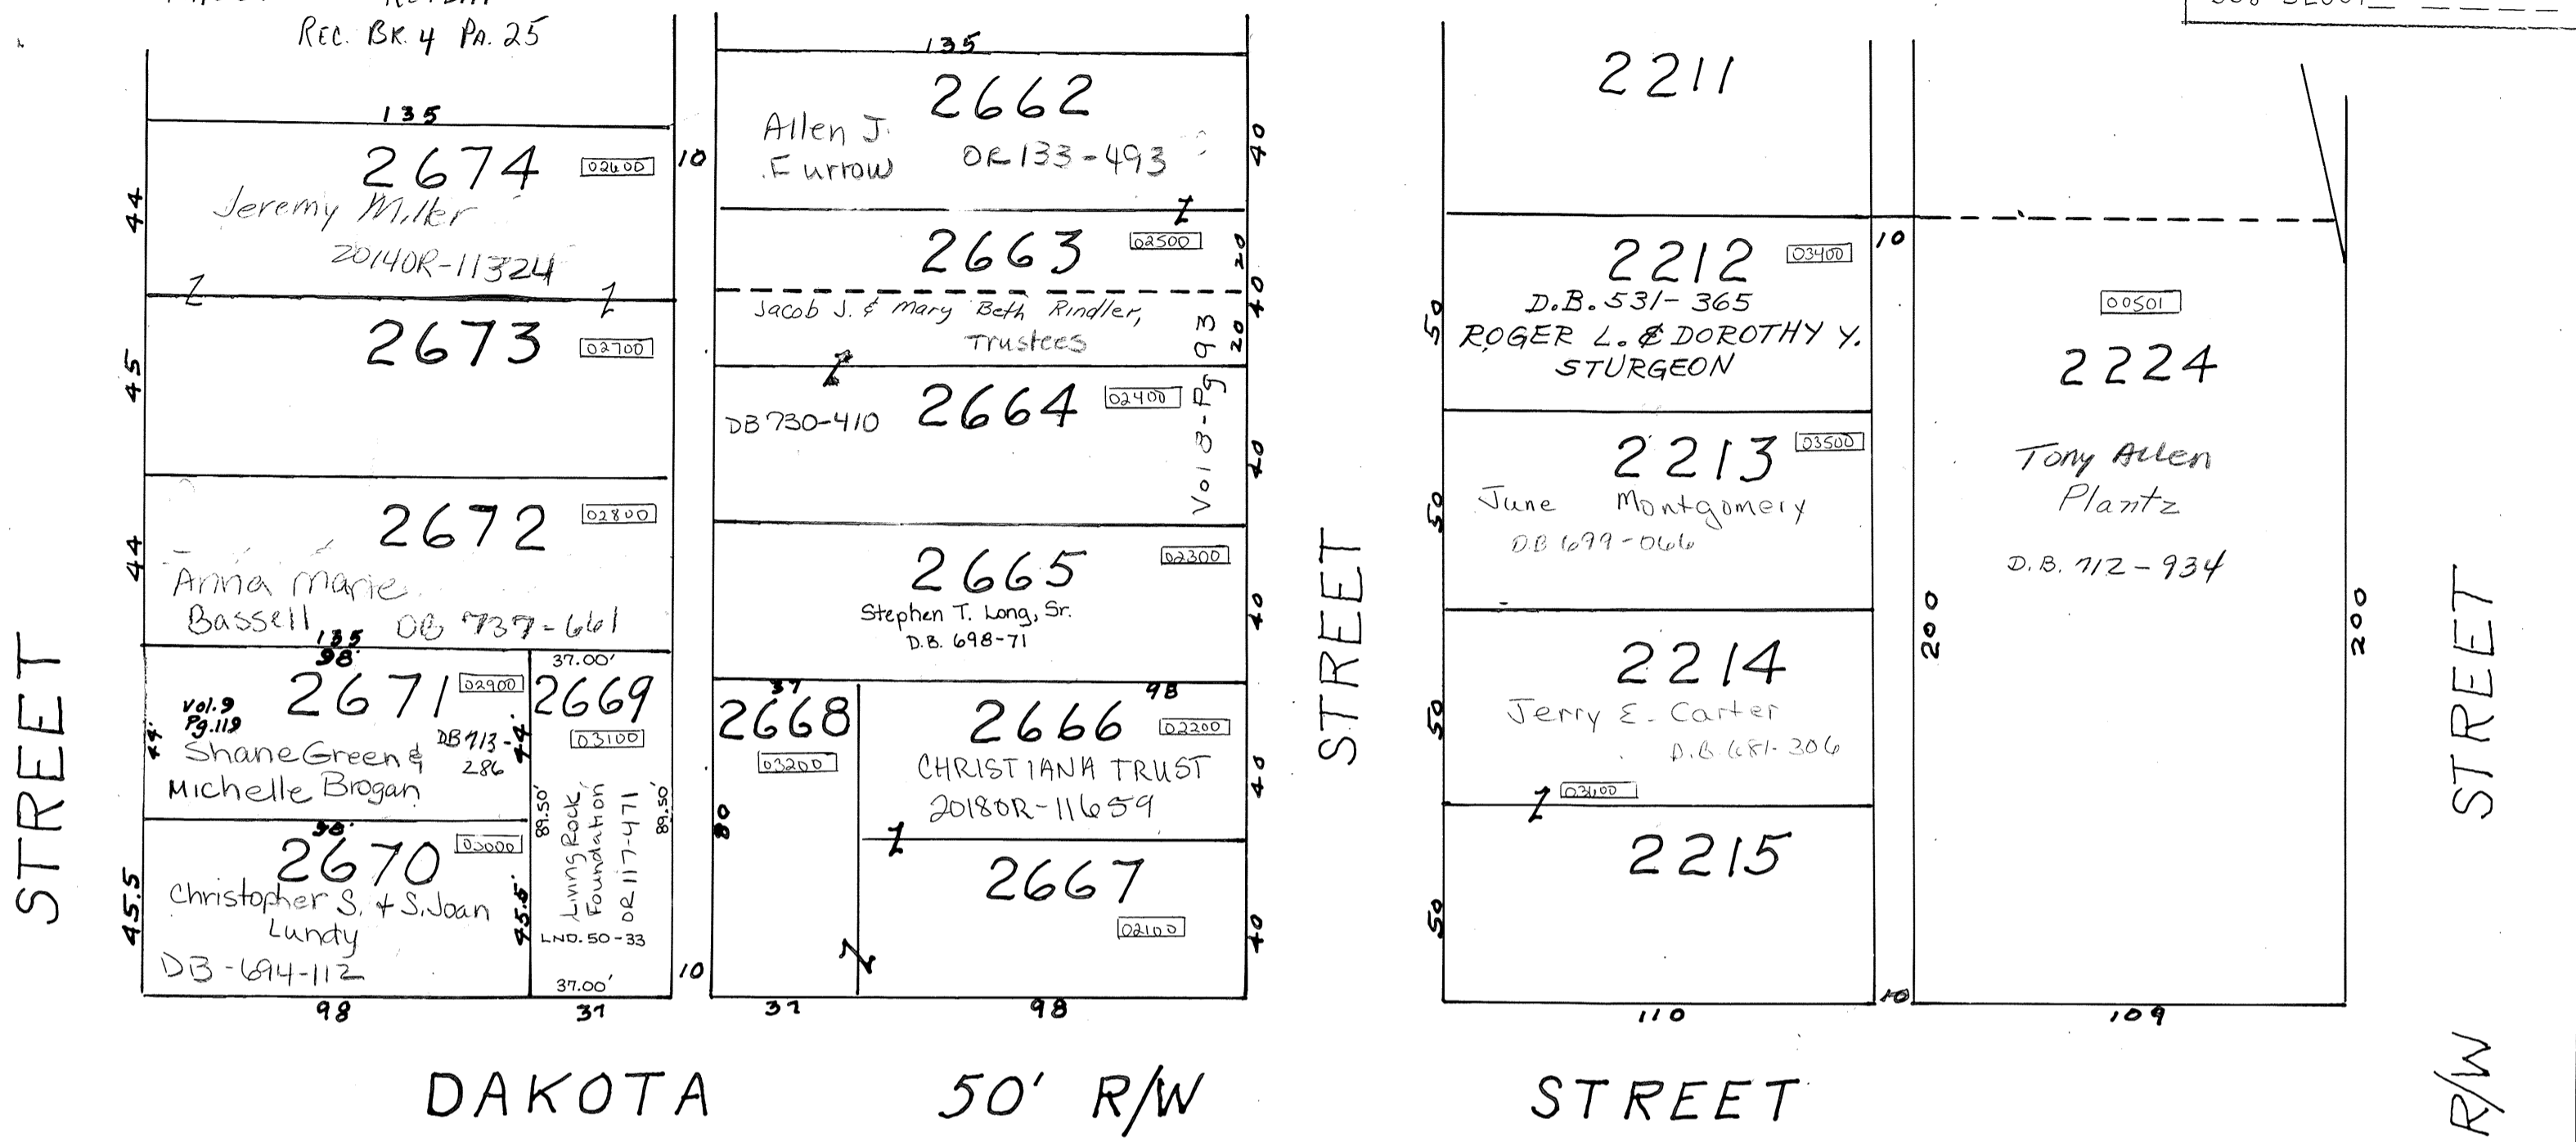 REC. BK. 4 PA. 25
135
2674
02600
Jeremy Miller
2014OR-11324
44
2673
02700
45
2672
02800
Anna Marie
Bassell
DB 737-661
44
135
98'
2671
02900
Vol. 9
Pg. 119
DB 713-
286
Shane Green &
Michelle Brogan
44'
44'
98'
2670
03000
Christopher S. & S. Joan
Lundy
DB-694-112
45.5
45.5'
98
37.00'
2669
03100
89.50'
Living Rock
Foundation
OR 117-471
89.50'
LND. 50-33
37.00'
37
10
10
135
2662
Allen J.
Furrow
OR 133-493
40
2663
02500
20
40
20
Jacob J. & Mary Beth Rindler,
Trustees
Vol 8-Pg 93
DB 730-410
2664
02400
40
2665
02300
Stephen T. Long, Sr.
D.B. 698-71
40
37
2668
03200
80
37
98
2666
02200
CHRISTIANA TRUST
2018OR-11659
40
2667
02100
40
98
2211
2212
03400
D.B. 531-365
ROGER L. & DOROTHY Y.
STURGEON
50
2213
03500
June Montgomery
DB 699-066
50
2214
Jerry E. Carter
D.B. 681-306
03600
50
2215
50
110
10
10
00501
2224
Tony Allen
Plantz
D.B. 712-934
200
200
109
STREET
STREET
STREET
R/W
DAKOTA 50' R/W STREET